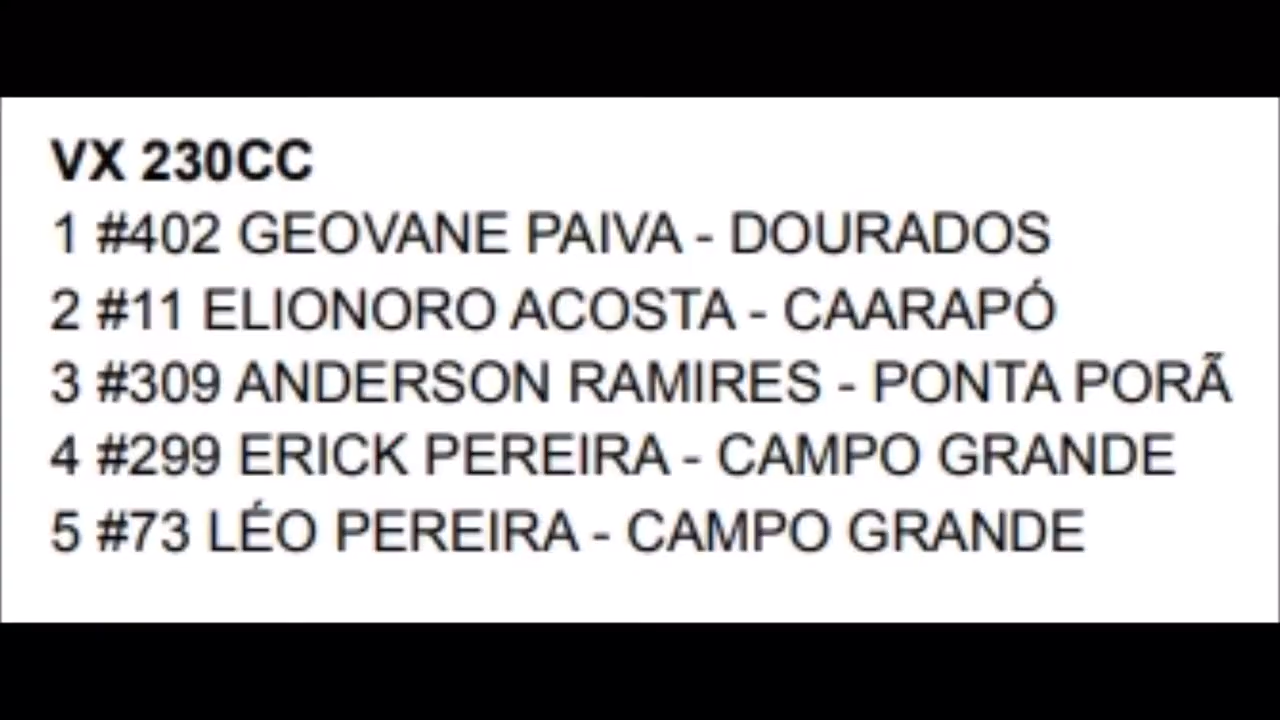 VX 230CC
1 #402 GEOVANE PAIVA - DOURADOS
2 #11 ELIONORO ACOSTA - CAARAPÓ
3 #309 ANDERSON RAMIRES - PONTA PORÃ
4 #299 ERICK PEREIRA - CAMPO GRANDE
5 #73 LÉO PEREIRA - CAMPO GRANDE